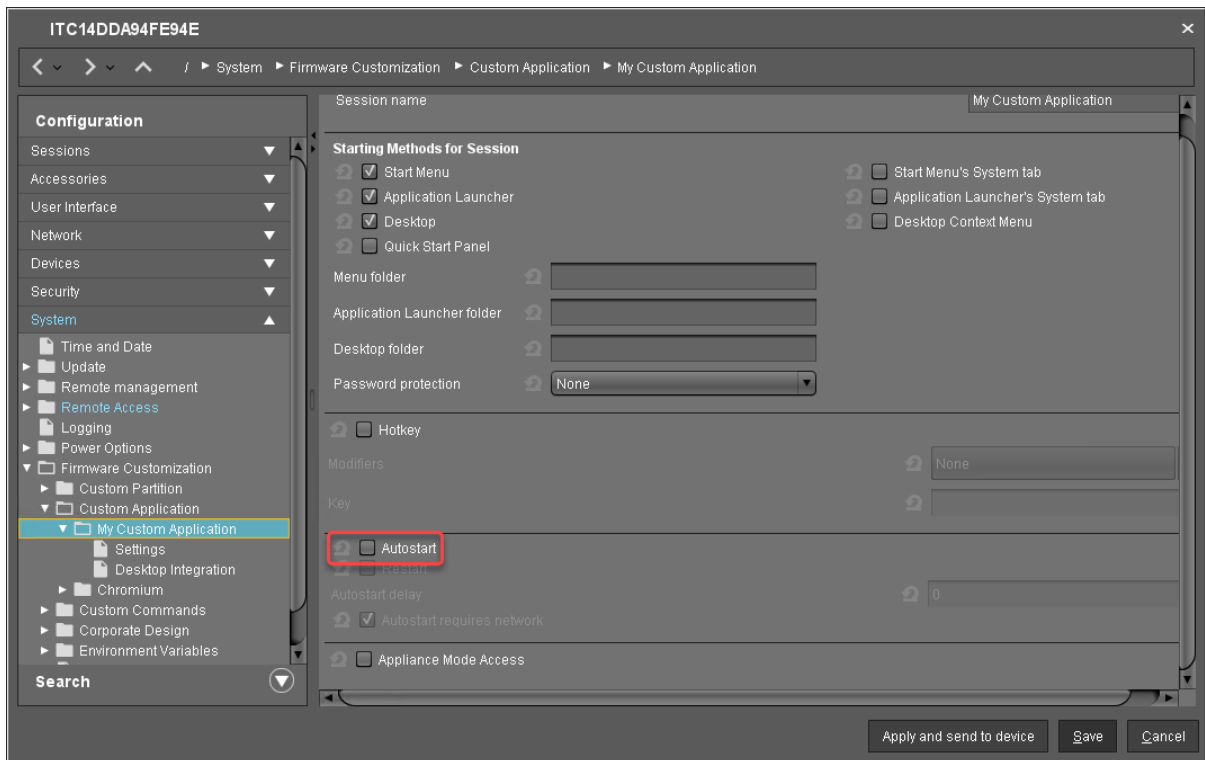 ITC14DDA94FE94E
/ System Firmware Customization Custom Application My Custom Application
Configuration
Sessions
Accessories
User Interface
Network
Devices
Security
System
Time and Date
Update
Remote management
Remote Access
Logging
Power Options
Firmware Customization
Custom Partition
Custom Application
My Custom Application
Settings
Desktop Integration
Chromium
Custom Commands
Corporate Design
Environment Variables
Search
Session name My Custom Application
Starting Methods for Session
Start Menu Start Menu's System tab
Application Launcher Application Launcher's System tab
Desktop Desktop Context Menu
Quick Start Panel
Menu folder
Application Launcher folder
Desktop folder
Password protection None
Hotkey
Modifiers None
Key
Autostart
Restart
Autostart delay 0
Autostart requires network
Appliance Mode Access
Apply and send to device Save Cancel